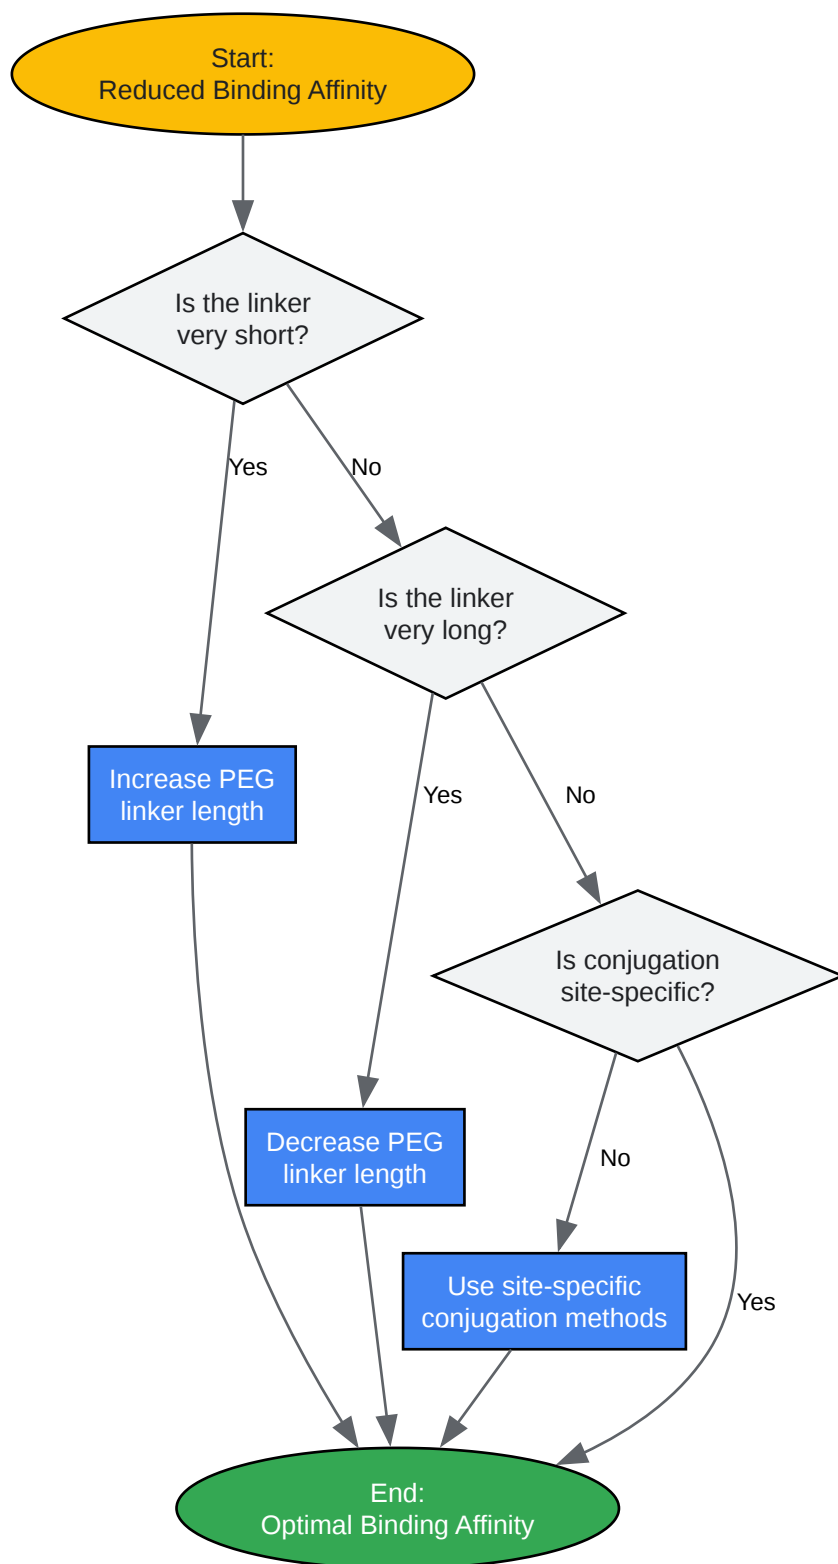 Start:
Reduced Binding Affinity
Is the linker
very short?
Yes
No
Is the linker
very long?
Increase PEG
linker length
Yes
No
Is conjugation
site-specific?
Decrease PEG
linker length
No
Use site-specific
conjugation methods
Yes
End:
Optimal Binding Affinity